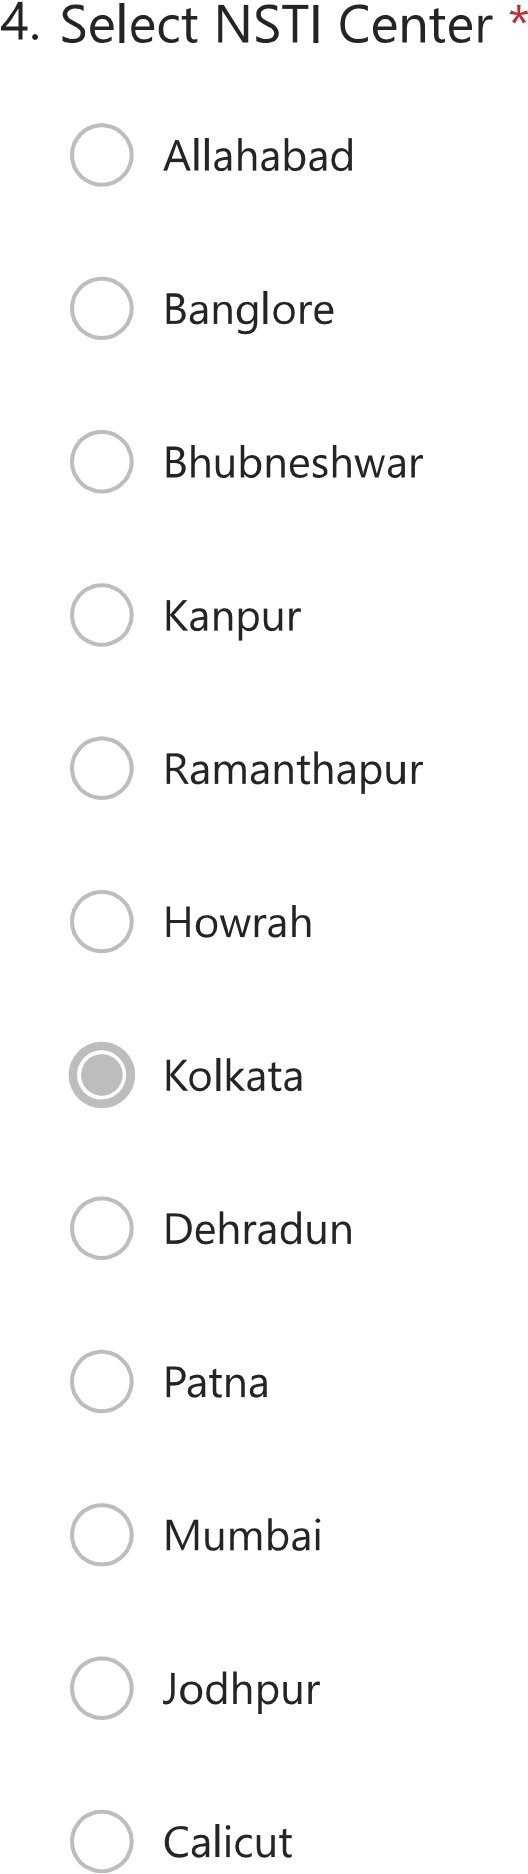 4. Select NSTI Center *
Allahabad
Banglore
Bhubneshwar
Kanpur
Ramanthapur
Howrah
Kolkata
Dehradun
Patna
Mumbai
Jodhpur
Calicut